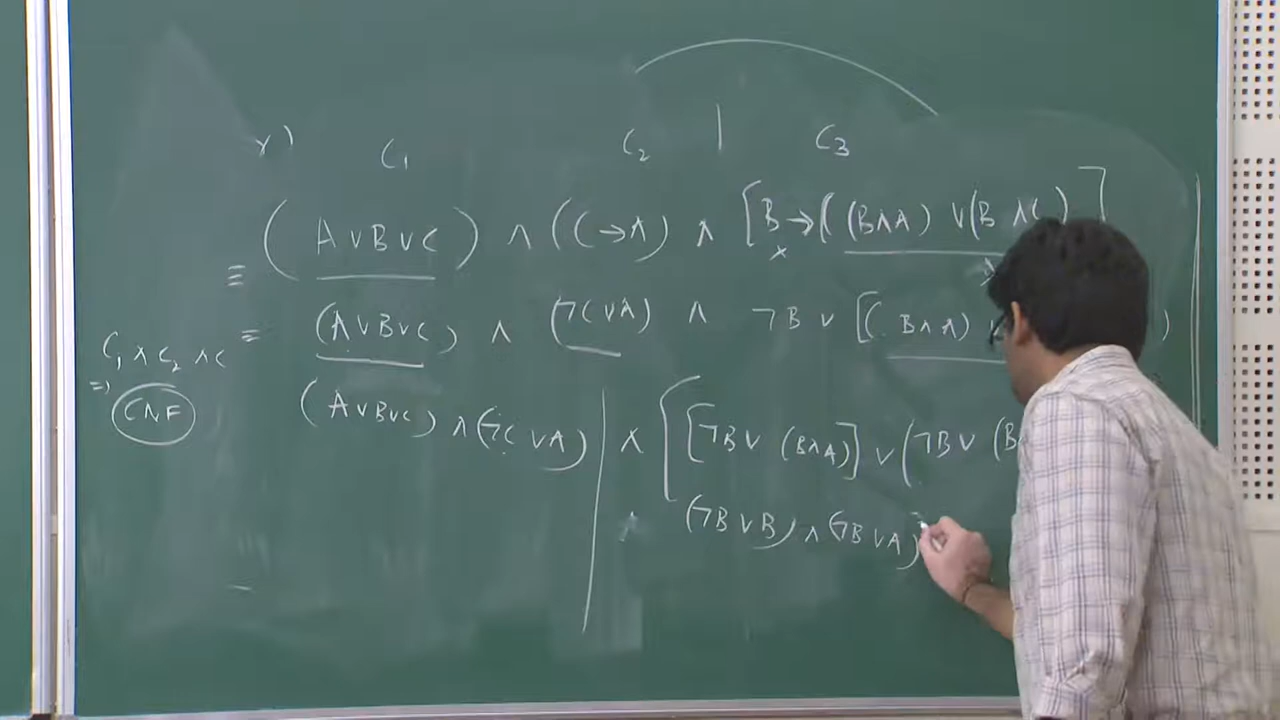 C₁ C₂ | C₃
(A∨B∨C) ∧ ((C→A) ∧ [B→((B∧A) ∨(B ∧C)]
≡
≡ (A∨B∨C) ∧ (¬C∨A) ∧ ¬B ∨ [( B∧A) )
C₁ ∧ C₂ ∧ C
⇒ CNF
(A∨B∨C) ∧ (¬C ∨A) ∧ [[¬B∨ (B∧A)] ∨ (¬B∨ (B
∧ (¬B∨B) ∧ (¬B∨A)